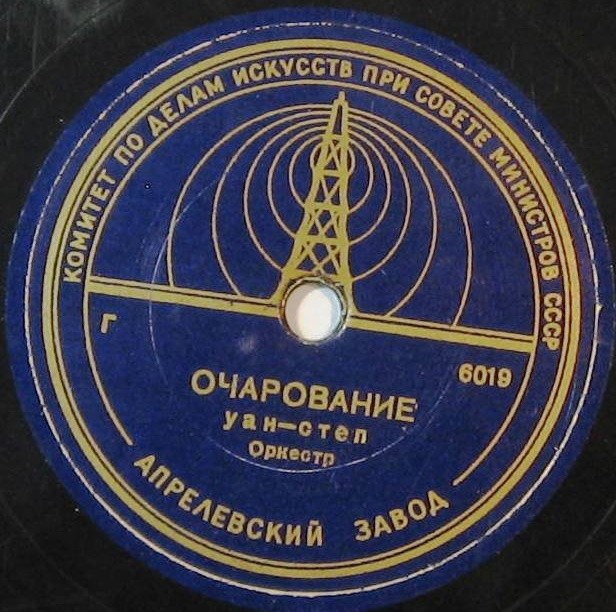 КОМИТЕТ ПО ДЕЛАМ ИСКУССТВ ПРИ СОВЕТЕ МИНИСТРОВ СССР
Г
6019
ОЧАРОВАНИЕ
уан—степ
Оркестр
АПРЕЛЕВСКИЙ ЗАВОД